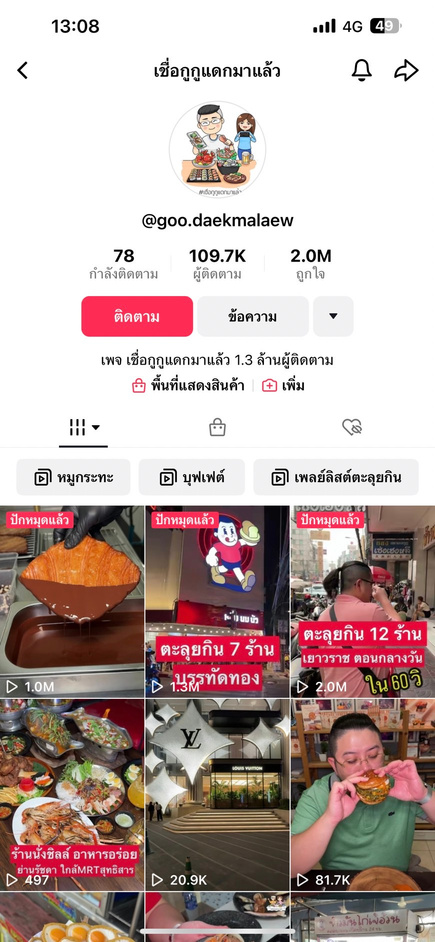 13:08
4G
49
เชื่อกูกูแดกมาแล้ว
#เชื่อกูกูแดกมาแล้ว
@goo.daekmalaew
78
109.7K
2.0M
กำลังติดตาม
ผู้ติดตาม
ถูกใจ
ติดตาม
ข้อความ
เพจ เชื่อกูกูแดกมาแล้ว 1.3 ล้านผู้ติดตาม
พื้นที่แสดงสินค้า
เพิ่ม
หมูกระทะ
บุฟเฟต์
เพลย์ลิสต์ตะลุยกิน
ปักหมุดแล้ว
1.0M
ปักหมุดแล้ว
ตะลุยกิน 7 ร้าน
บรรทัดทอง
1.3M
ปักหมุดแล้ว
ตะลุยกิน 12 ร้าน
เยาวราช ตอนกลางวัน
ใน 60 วิ
2.0M
ร้านนั่งชิลล์ อาหารอร่อย
ย่านรัชดา ใกล้MRTสุทธิสาร
497
LV
LOUIS VUITTON
20.9K
81.7K